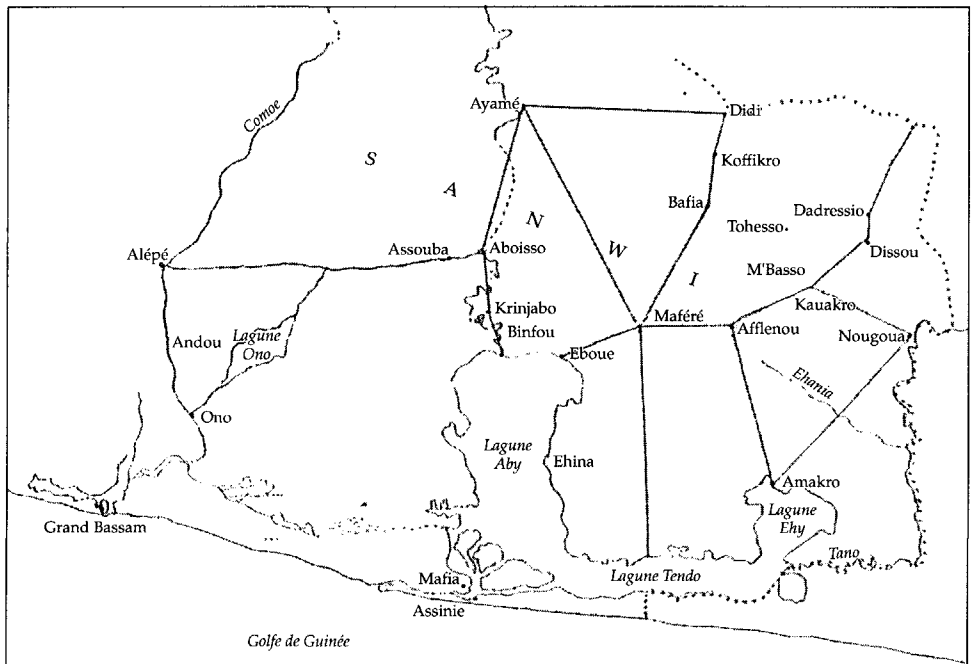 Comoe
Ayamé
Didi
S
Koffikro
A
Bafia
Dadressio
N
Tohesso
Alépé
Assouba
Aboisso
W
Dissou
M'Basso
I
Krinjabo
Kauakro
Binfou
Maféré
Afflenou
Nougoua
Andou
Lagune
Ono
Eboue
Ehania
Ono
Lagune
Aby
Ehina
Amakro
Lagune
Ehy
Grand Bassam
Tano
Lagune Tendo
Mafia
Assinie
Golfe de Guinée